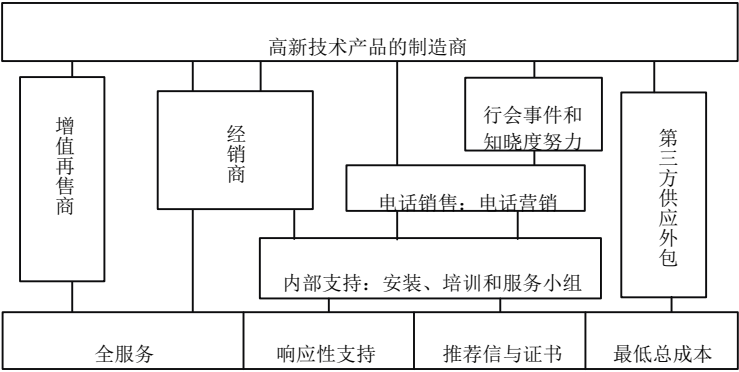 高新技术产品的制造商
增值再售商
经销商
行会事件和
知晓度努力
第三方供应外包
电话销售：电话营销
内部支持：安装、培训和服务小组
全服务
响应性支持
推荐信与证书
最低总成本